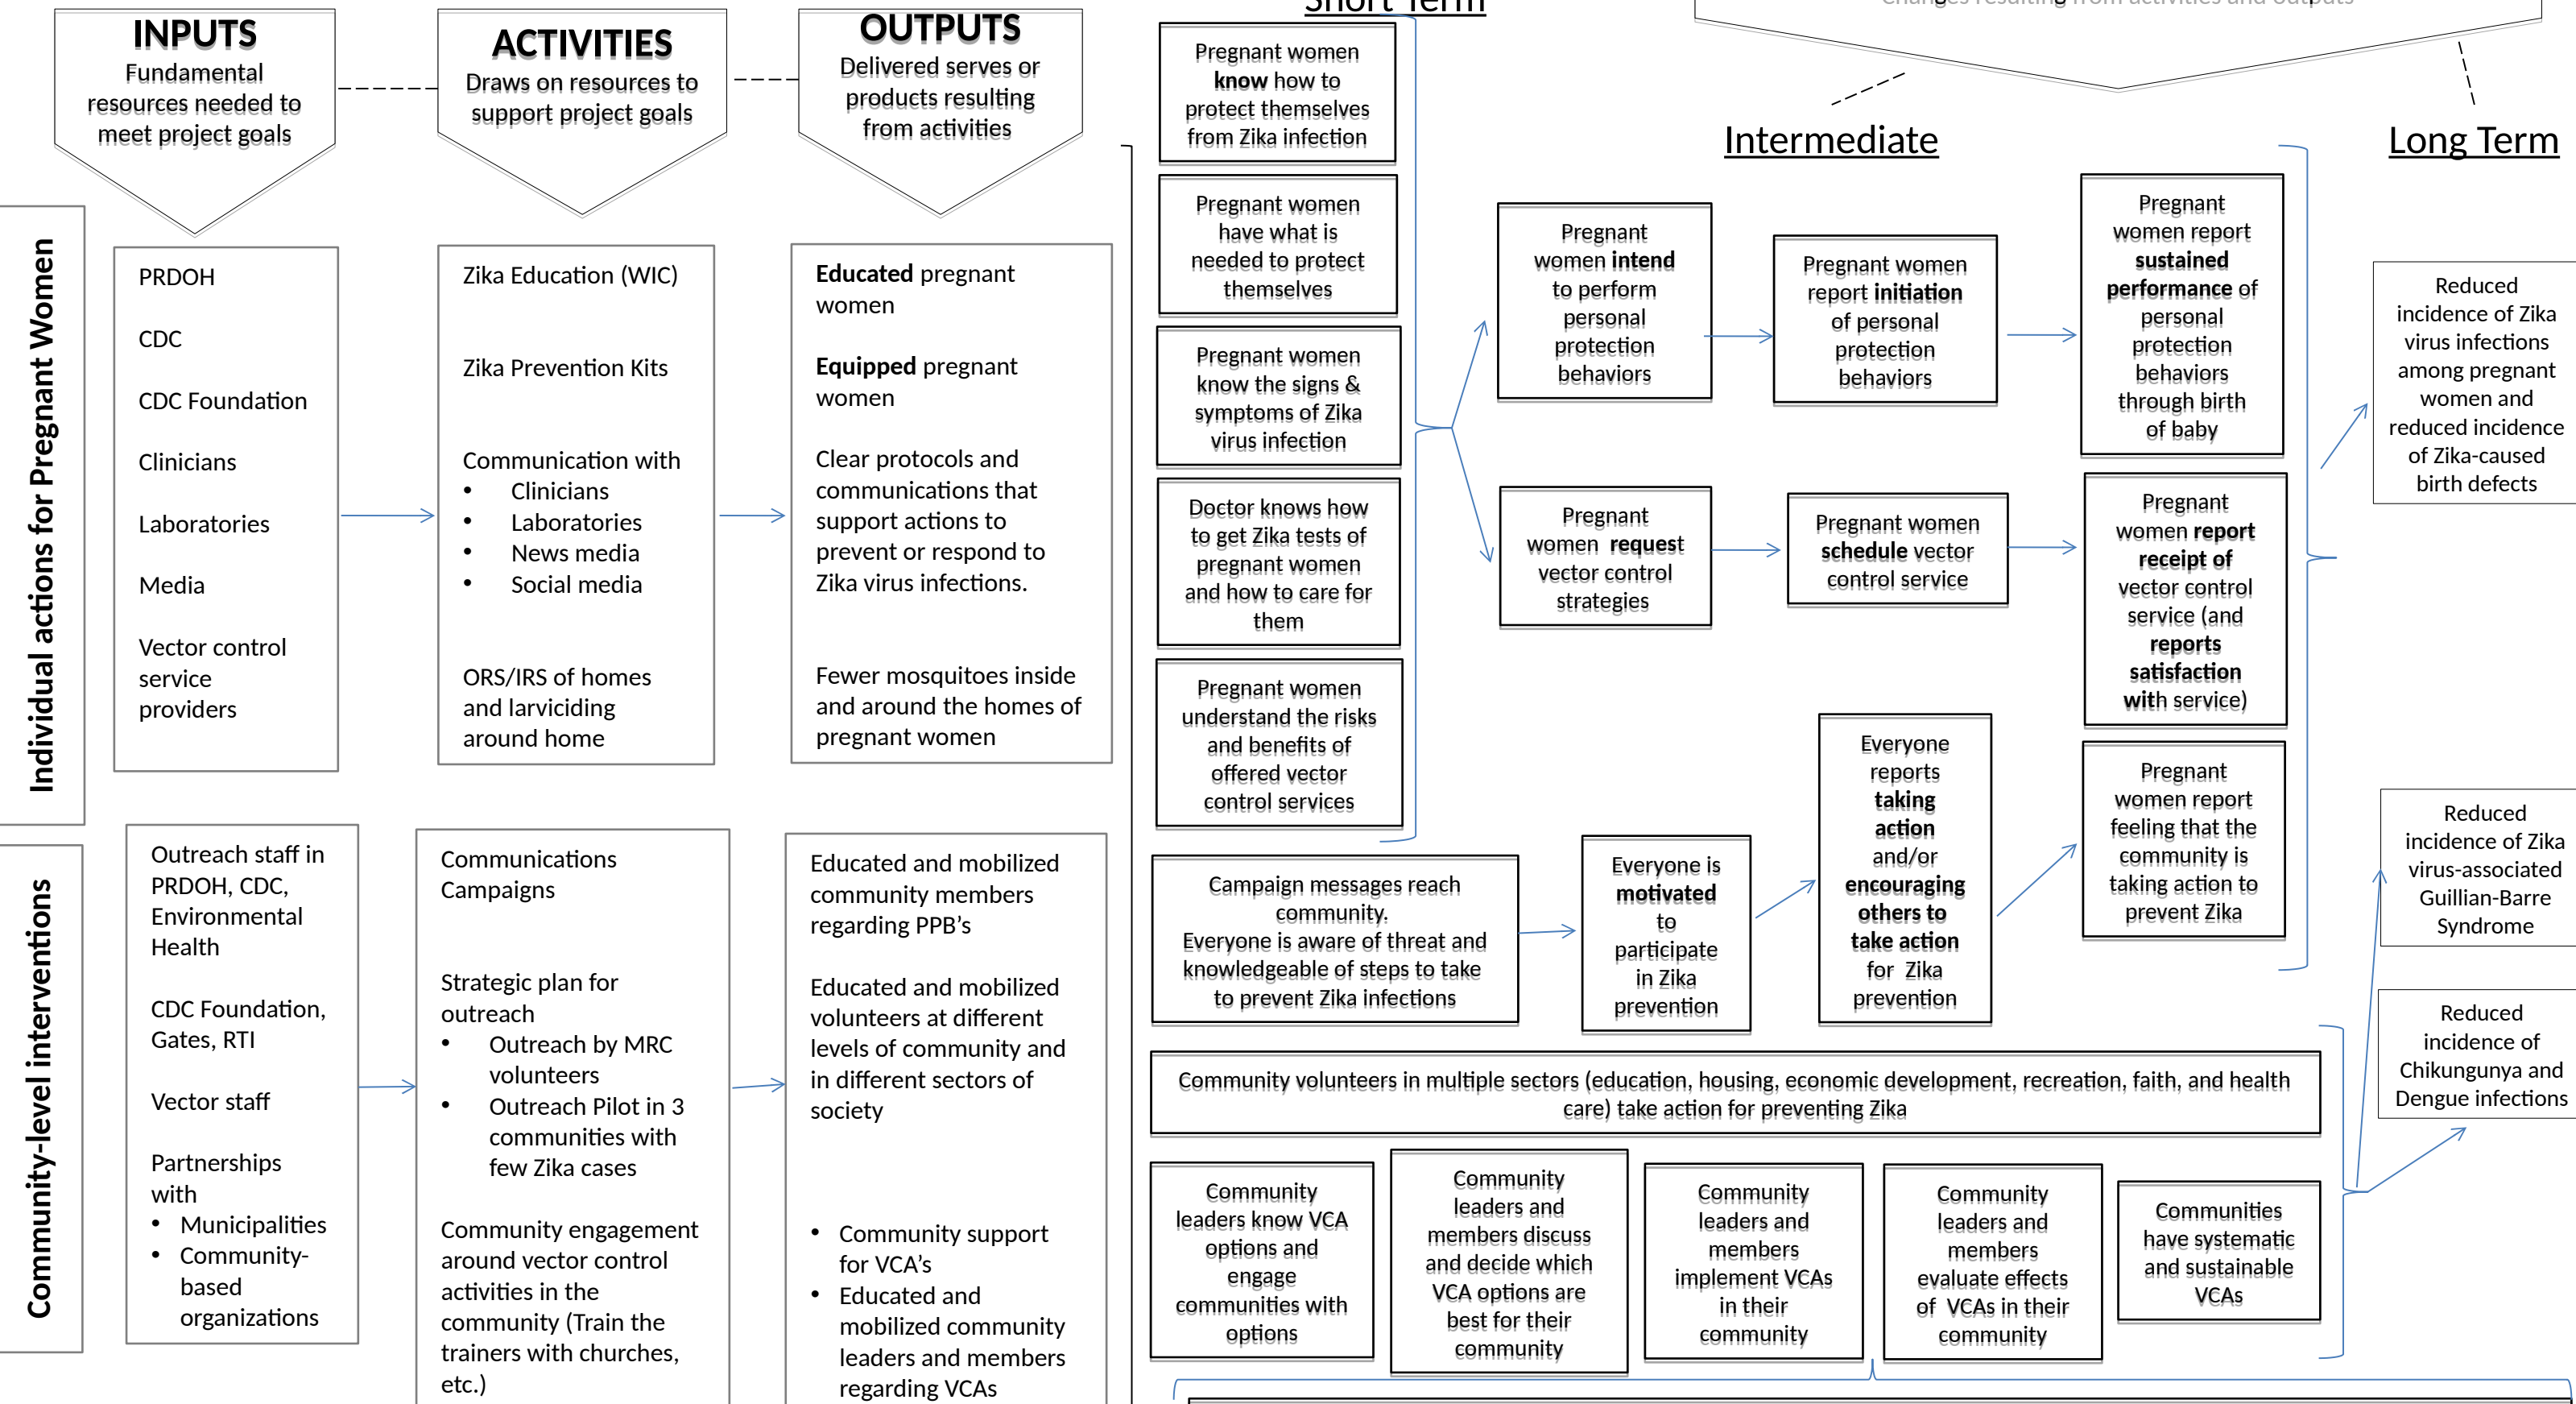 INPUTS
Fundamental
resources needed to
meet project goals
ACTIVITIES
Draws on resources to
support project goals
OUTPUTS
Delivered serves or
products resulting
from activities
Short Term
Changes resulting from activities and outputs
Intermediate
Long Term
Individual actions for Pregnant Women
PRDOH
CDC
CDC Foundation
Clinicians
Laboratories
Media
Vector control
service
providers
Zika Education (WIC)
Zika Prevention Kits
Communication with
• Clinicians
• Laboratories
• News media
• Social media
ORS/IRS of homes
and larviciding
around home
Educated pregnant
women
Equipped pregnant
women
Clear protocols and
communications that
support actions to
prevent or respond to
Zika virus infections.
Fewer mosquitoes inside
and around the homes of
pregnant women
Pregnant women
know how to
protect themselves
from Zika infection
Pregnant women
have what is
needed to protect
themselves
Pregnant women
know the signs &
symptoms of Zika
virus infection
Doctor knows how
to get Zika tests of
pregnant women
and how to care for
them
Pregnant women
understand the risks
and benefits of
offered vector
control services
Pregnant
women intend
to perform
personal
protection
behaviors
Pregnant women
report initiation
of personal
protection
behaviors
Pregnant
women report
sustained
performance of
personal
protection
behaviors
through birth
of baby
Pregnant
women request
vector control
strategies
Pregnant women
schedule vector
control service
Pregnant
women report
receipt of
vector control
service (and
reports
satisfaction
with service)
Reduced
incidence of Zika
virus infections
among pregnant
women and
reduced incidence
of Zika-caused
birth defects
Community-level interventions
Outreach staff in
PRDOH, CDC,
Environmental
Health
CDC Foundation,
Gates, RTI
Vector staff
Partnerships
with
• Municipalities
• Community-
based
organizations
Communications
Campaigns
Strategic plan for
outreach
• Outreach by MRC
volunteers
• Outreach Pilot in 3
communities with
few Zika cases
Community engagement
around vector control
activities in the
community (Train the
trainers with churches,
etc.)
Educated and mobilized
community members
regarding PPB’s
Educated and mobilized
volunteers at different
levels of community and
in different sectors of
society
• Community support
for VCA’s
• Educated and
mobilized community
leaders and members
regarding VCAs
Campaign messages reach
community.
Everyone is aware of threat and
knowledgeable of steps to take
to prevent Zika infections
Everyone is
motivated
to
participate
in Zika
prevention
Everyone
reports
taking
action
and/or
encouraging
others to
take action
for Zika
prevention
Pregnant
women report
feeling that the
community is
taking action to
prevent Zika
Reduced
incidence of Zika
virus-associated
Guillian-Barre
Syndrome
Reduced
incidence of
Chikungunya and
Dengue infections
Community volunteers in multiple sectors (education, housing, economic development, recreation, faith, and health
care) take action for preventing Zika
Community
leaders know VCA
options and
engage
communities with
options
Community
leaders and
members discuss
and decide which
VCA options are
best for their
community
Community
leaders and
members
implement VCAs
in their
community
Community
leaders and
members
evaluate effects
of VCAs in their
community
Communities
have systematic
and sustainable
VCAs